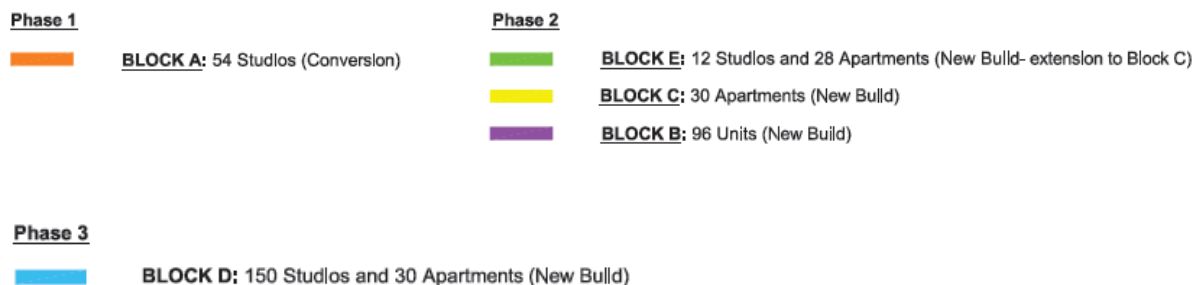 Phase 1
BLOCK A: 54 Studios (Conversion)
Phase 2
BLOCK E: 12 Studios and 28 Apartments (New Build- extension to Block C)
BLOCK C: 30 Apartments (New Build)
BLOCK B: 96 Units (New Build)
Phase 3
BLOCK D: 150 Studios and 30 Apartments (New Build)